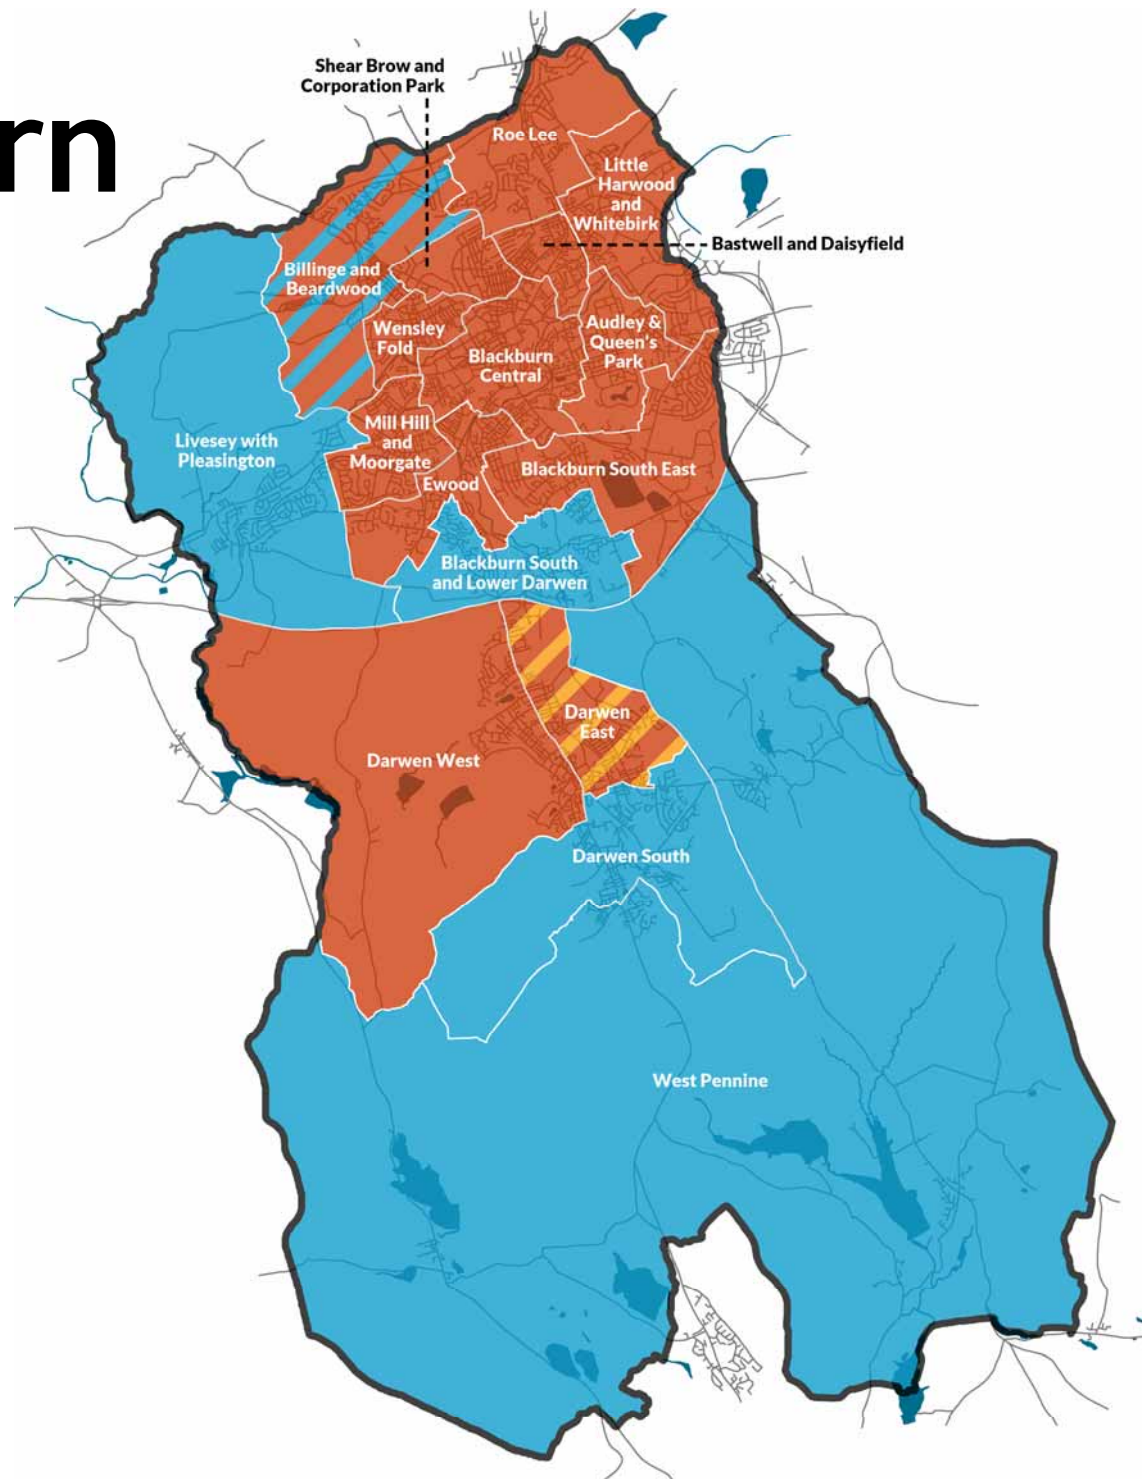 rn
Shear Brow and
Corporation Park
Roe Lee
Little
Harwood
and
Whitebirk
Bastwell and Daisyfield
Billinge and
Beardwood
Wensley
Fold
Audley &
Queen's
Park
Blackburn
Central
Mill Hill
and
Moorgate
Livesey with
Pleasington
Blackburn South East
Ewood
Blackburn South
and Lower Darwen
Darwen
East
Darwen West
Darwen South
West Pennine